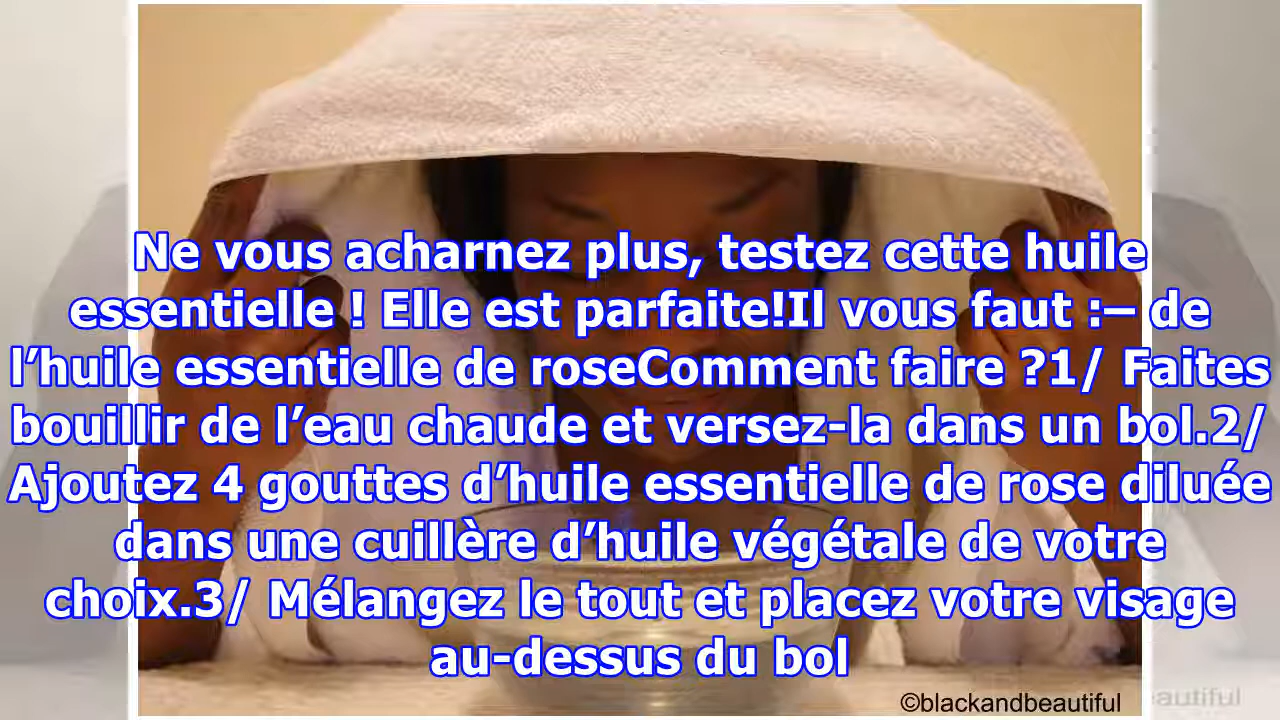 Ne vous acharnez plus, testez cette huile
essentielle ! Elle est parfaite!Il vous faut :– de
l’huile essentielle de roseComment faire ?1/ Faites
bouillir de l’eau chaude et versez-la dans un bol.2/
Ajoutez 4 gouttes d’huile essentielle de rose diluée
dans une cuillère d’huile végétale de votre
choix.3/ Mélangez le tout et placez votre visage
au-dessus du bol
©blackandbeautiful
autiful